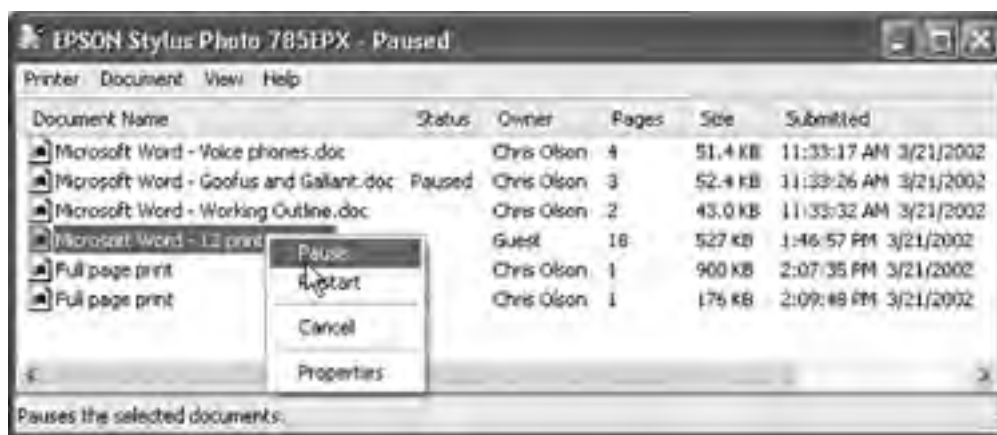 EPSON Stylus Photo 785EPX - Paused
Printer Document View Help
Document Name Status Owner Pages Size Submitted
Microsoft Word - Voice phones.doc Chris Olson 4 51.4 KB 11:33:17 AM 3/21/2002
Microsoft Word - Goofus and Gallant.doc Paused Chris Olson 3 52.4 KB 11:33:26 AM 3/21/2002
Microsoft Word - Working Outline.doc Chris Olson 2 43.0 KB 11:33:32 AM 3/21/2002
Microsoft Word - 12 print Guest 18 527 KB 1:46:57 PM 3/21/2002
Full page print Chris Olson 1 900 KB 2:07:35 PM 3/21/2002
Full page print Chris Olson 1 176 KB 2:09:48 PM 3/21/2002
Pause
Restart
Cancel
Properties
Pauses the selected documents.